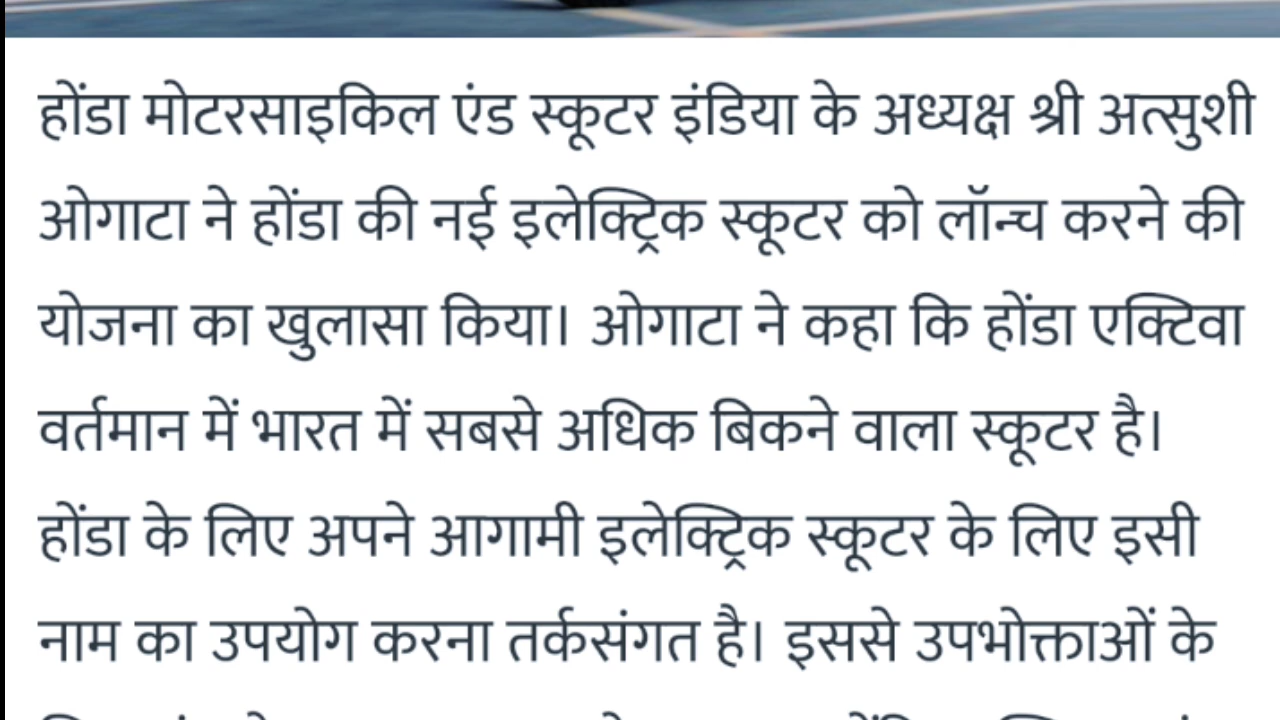 होंडा मोटरसाइकिल एंड स्कूटर इंडिया के अध्यक्ष श्री अत्सुशी
ओगाटा ने होंडा की नई इलेक्ट्रिक स्कूटर को लॉन्च करने की
योजना का खुलासा किया। ओगाटा ने कहा कि होंडा एक्टिवा
वर्तमान में भारत में सबसे अधिक बिकने वाला स्कूटर है।
होंडा के लिए अपने आगामी इलेक्ट्रिक स्कूटर के लिए इसी
नाम का उपयोग करना तर्कसंगत है। इससे उपभोक्ताओं के